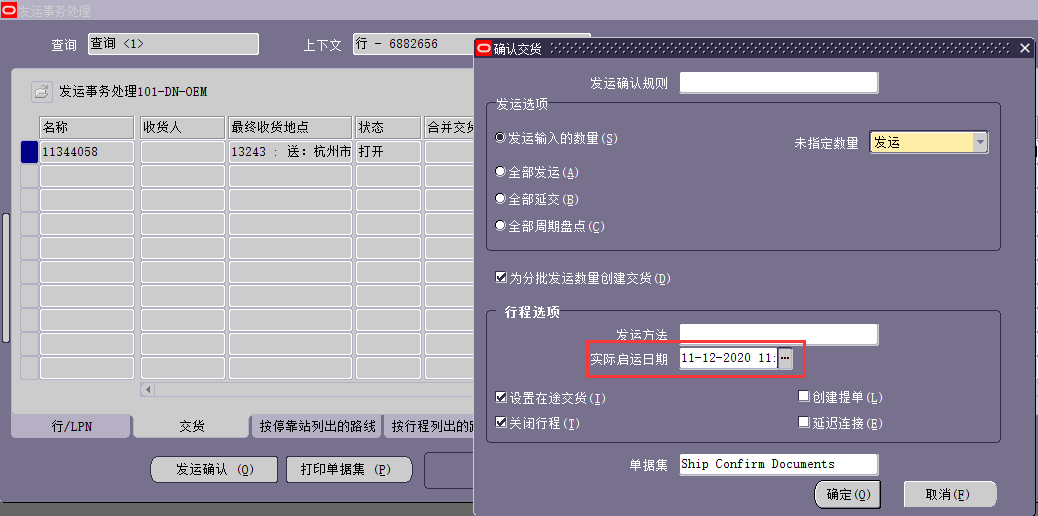 发运事务处理
查询 查询 <1> 上下文 行 - 6882656
发运事务处理101-DN-OEM
名称 收货人 最终收货地点 状态 合并交货
11344058 13243 : 送: 杭州市 打开
行/LPN 交货 按停靠站列出的路线 按行程列出的
发运确认 (O) 打印单据集 (P)
确认交货
发运确认规则
发运选项
发运输入的数量(S) 未指定数量 发运
全部发运(A)
全部延交(B)
全部周期盘点(C)
为分批发运数量创建交货(D)
行程选项
发运方法
实际启运日期 11-12-2020 11:
设置在途交货(I) 创建提单(L)
关闭行程(T) 延迟连接(E)
单据集 Ship Confirm Documents
确定(O) 取消(F)